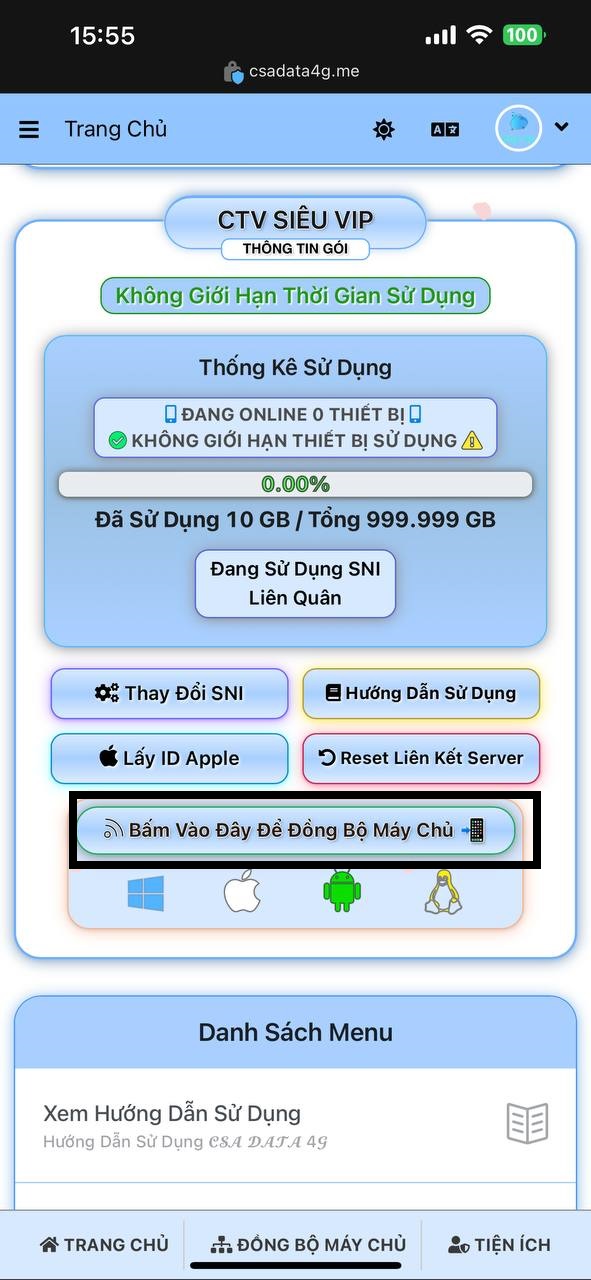 15:55
100
csadata4g.me
Trang Chủ
CTV SIÊU VIP
THÔNG TIN GÓI
Không Giới Hạn Thời Gian Sử Dụng
Thống Kê Sử Dụng
ĐANG ONLINE 0 THIẾT BỊ
KHÔNG GIỚI HẠN THIẾT BỊ SỬ DỤNG
0.00%
Đã Sử Dụng 10 GB / Tổng 999.999 GB
Đang Sử Dụng SNI
Liên Quân
Thay Đổi SNI
Hướng Dẫn Sử Dụng
Lấy ID Apple
Reset Liên Kết Server
Bấm Vào Đây Để Đồng Bộ Máy Chủ
Danh Sách Menu
Xem Hướng Dẫn Sử Dụng
Hướng Dẫn Sử Dụng 𝓒𝓢𝓐 𝓓𝓐𝓣𝓐 4𝓖
TRANG CHỦ
ĐỒNG BỘ MÁY CHỦ
TIỆN ÍCH